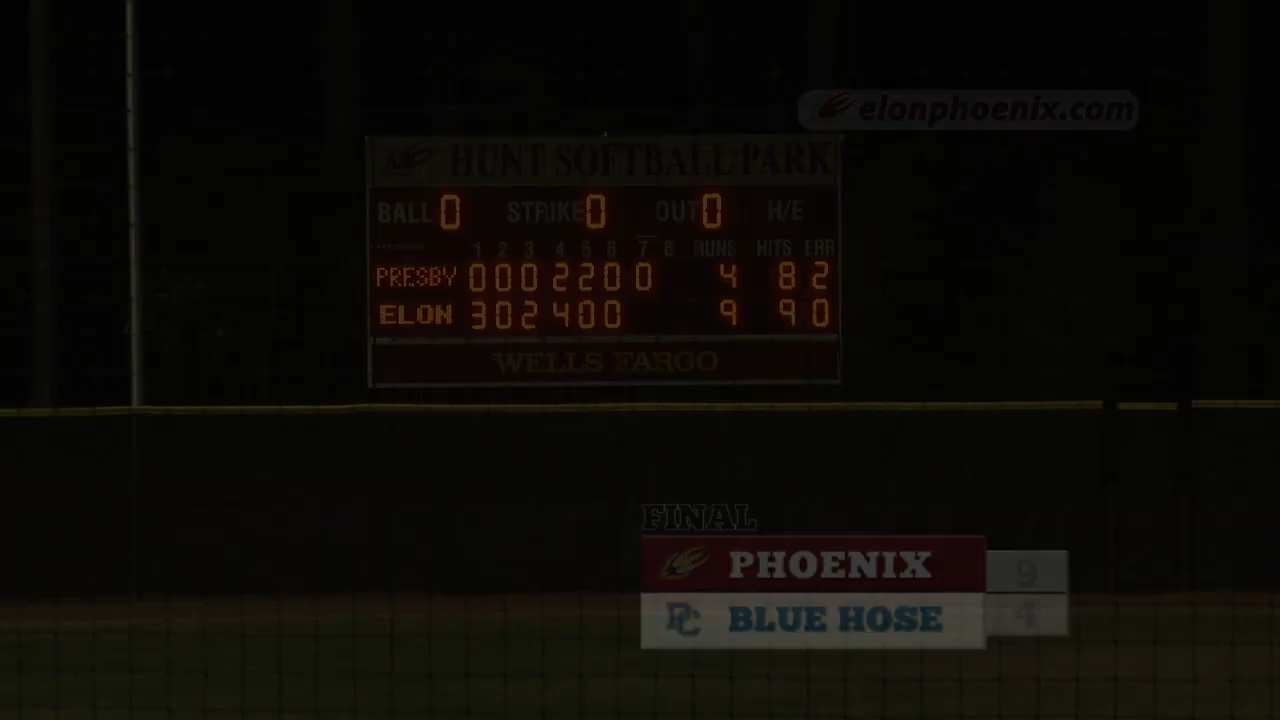 elonphoenix.com
HUNT SOFTBALL PARK
BALL 0 STRIKE 0 OUT 0 H/E
1 2 3 4 5 6 7 8 RUNS HITS ERR
PRESBY 0 0 0 2 2 0 0 4 8 2
ELON 3 0 2 4 0 0 9 9 0
WELLS FARGO
FINAL
PHOENIX 9
PC BLUE HOSE 4